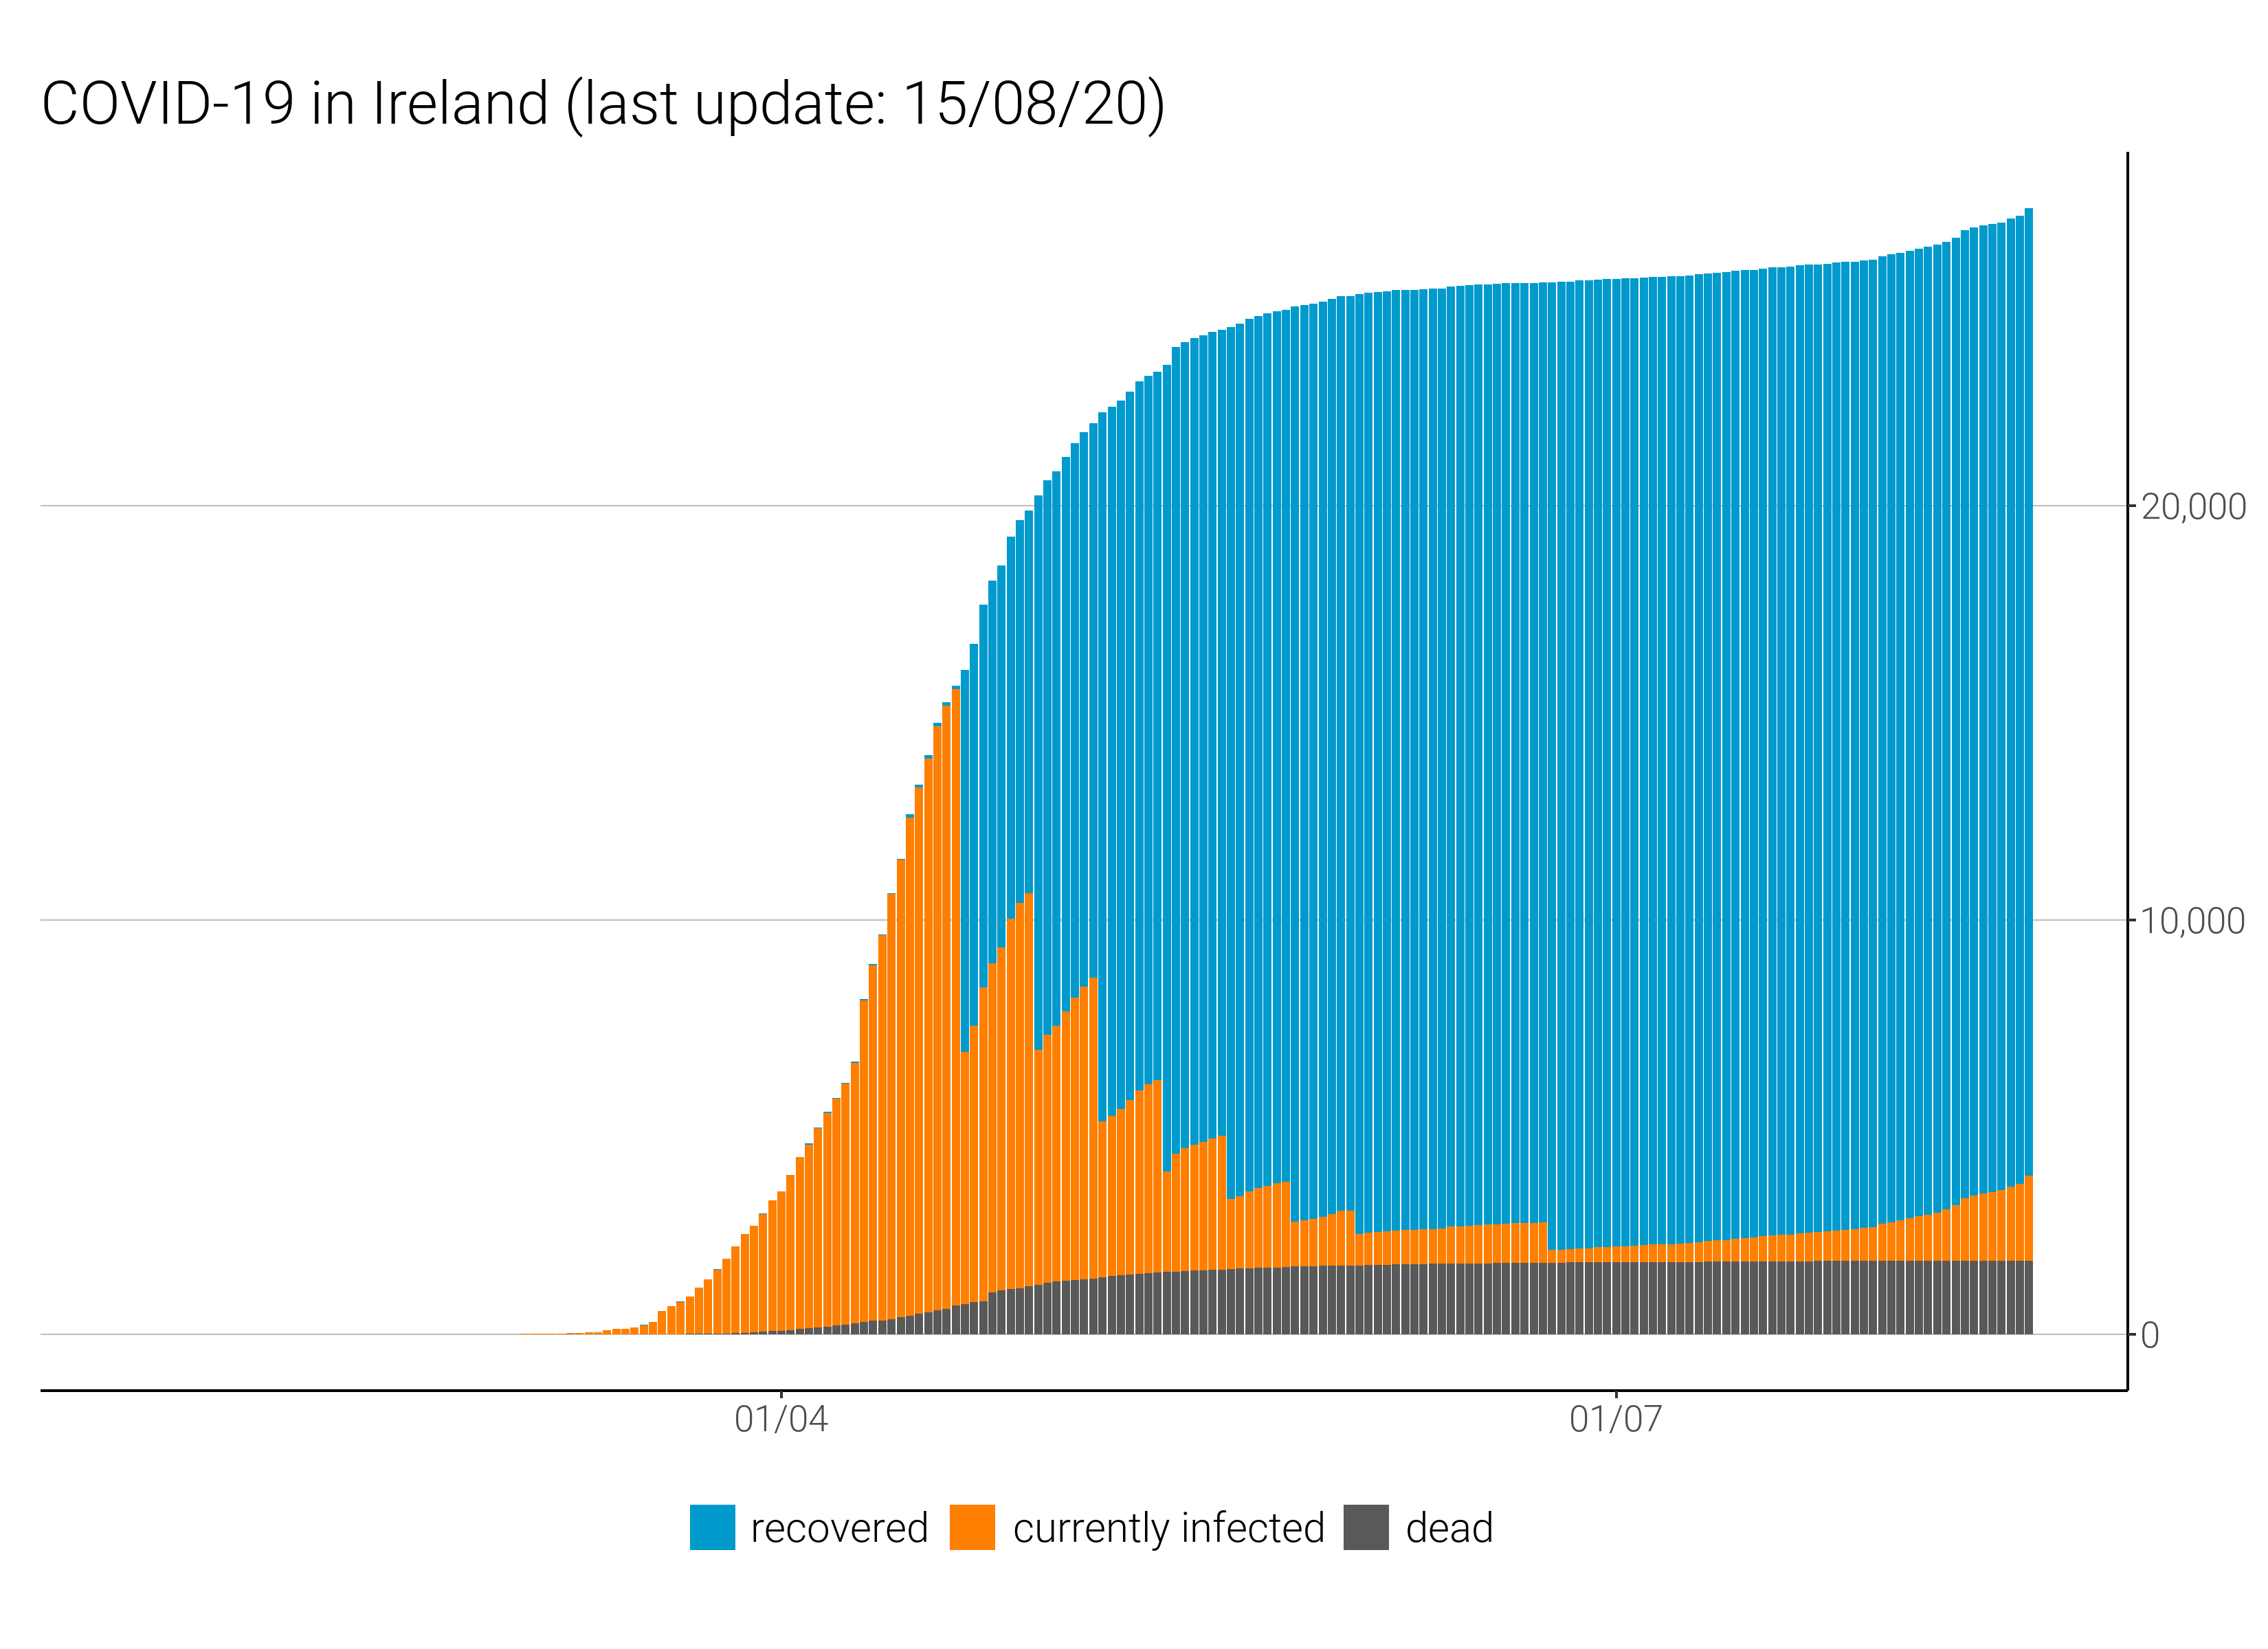 COVID-19 in Ireland (last update: 15/08/20)
20,000
10,000
0
01/04 01/07
recovered currently infected dead